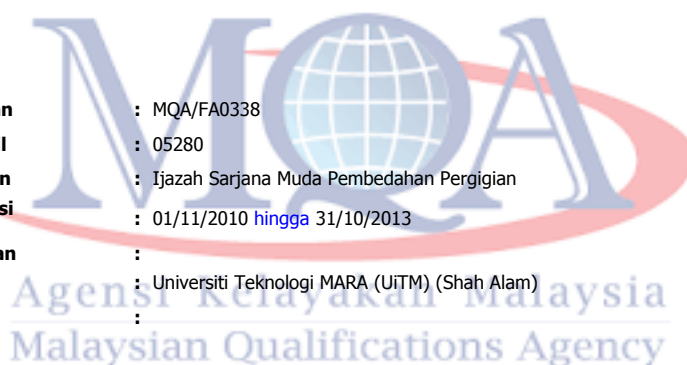 MQA
an : MQA/FA0338
l : 05280
n : Ijazah Sarjana Muda Pembedahan Pergigian
si
: 01/11/2010 hingga 31/10/2013
an :
: Universiti Teknologi MARA (UiTM) (Shah Alam)
:
Agensi Kelayakan Malaysia
Malaysian Qualifications Agency